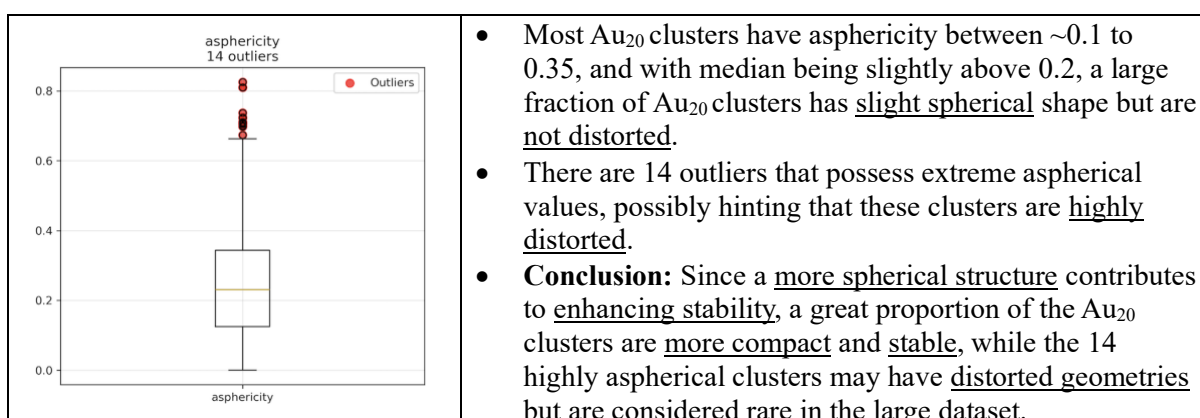 asphericity
14 outliers
Outliers
0.8
0.6
0.4
0.2
0.0
asphericity
• Most Au₂₀ clusters have asphericity between ~0.1 to
0.35, and with median being slightly above 0.2, a large
fraction of Au₂₀ clusters has slight spherical shape but are
not distorted.
• There are 14 outliers that possess extreme aspherical
values, possibly hinting that these clusters are highly
distorted.
• Conclusion: Since a more spherical structure contributes
to enhancing stability, a great proportion of the Au₂₀
clusters are more compact and stable, while the 14
highly aspherical clusters may have distorted geometries
but are considered rare in the large dataset.